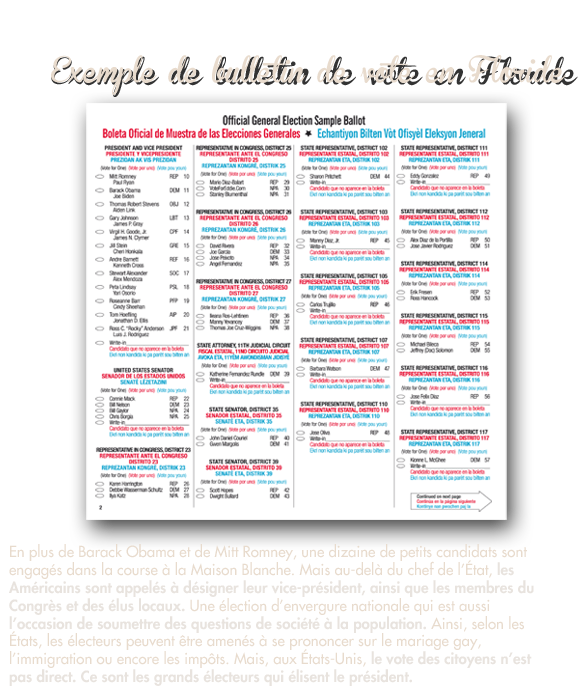 Exemple de bulletin de vote en Floride
Official General Election Sample Ballot
Boleta Oficial de Muestra de las Elecciones Generales ★ Echantiyon Bilten Vòt Ofisyèl Eleksyon Jeneral
PRESIDENT AND VICE PRESIDENT
PRESIDENTE Y VICEPRESIDENTE
PREZIDAN AK VIS PREZIDAN
(Vote for One) (Vote por uno) (Vote pou youn)
Mitt Romney REP 10
Paul Ryan
Barack Obama DEM 11
Joe Biden
Thomas Robert Stevens OBJ 12
Alden Link
Gary Johnson LBT 13
James P. Gray
Virgil H. Goode, Jr. CPF 14
James N. Clymer
Jill Stein GRE 15
Cheri Honkala
Andre Barnett REF 16
Kenneth Cross
Stewart Alexander SOC 17
Alex Mendoza
Peta Lindsay PSL 18
Yari Osorio
Roseanne Barr PFP 19
Cindy Sheehan
Tom Hoefling AIP 20
Jonathan D. Ellis
Ross C. "Rocky" Anderson JPF 21
Luis J. Rodriguez
Write-in
Candidato que no aparece en la boleta
Ekri non kandida ki pa parèt sou bilten an
UNITED STATES SENATOR
SENADOR DE LOS ESTADOS UNIDOS
SENATÈ LÉZETAZINI
(Vote for One) (Vote por uno) (Vote pou youn)
Connie Mack REP 22
Bill Nelson DEM 23
Bill Gaylor NPA 24
Chris Borgia NPA 25
Write-in
Candidato que no aparece en la boleta
Ekri non kandida ki pa parèt sou bilten an
REPRESENTATIVE IN CONGRESS, DISTRICT 23
REPRESENTANTE ANTE EL CONGRESO
DISTRITO 23
REPREZANTAN KONGRÈ, DISTRIK 23
(Vote for One) (Vote por uno) (Vote pou youn)
Karen Harrington REP 26
Debbie Wasserman Schultz DEM 27
Ilya Katz NPA 28
2
REPRESENTATIVE IN CONGRESS, DISTRICT 25
REPRESENTANTE ANTE EL CONGRESO
DISTRITO 25
REPREZANTAN KONGRÈ, DISTRIK 25
(Vote for One) (Vote por uno) (Vote pou youn)
Mario Diaz-Balart REP 29
VoteForEddie.Com NPA 30
Stanley Blumenthal NPA 31
REPRESENTATIVE IN CONGRESS, DISTRICT 26
REPRESENTANTE ANTE EL CONGRESO
DISTRITO 26
REPREZANTAN KONGRÈ, DISTRIK 26
(Vote for One) (Vote por uno) (Vote pou youn)
David Rivera REP 32
Joe Garcia DEM 33
Jose Peixoto NPA 34
Angel Fernandez NPA 35
REPRESENTATIVE IN CONGRESS, DISTRICT 27
REPRESENTANTE ANTE EL CONGRESO
DISTRITO 27
REPREZANTAN KONGRÈ, DISTRIK 27
(Vote for One) (Vote por uno) (Vote pou youn)
Ileana Ros-Lehtinen REP 36
Manny Yevancey DEM 37
Thomas Joe Cruz-Wiggins NPA 38
STATE ATTORNEY, 11TH JUDICIAL CIRCUIT
FISCAL ESTATAL, 11NO CIRCUITO JUDICIAL
(Vote for One) (Vote por uno) (Vote pou youn)
Katherine Fernandez Rundle DEM 39
Write-in
Candidato que no aparece en la boleta
Ekri non kandida ki pa parèt sou bilten an
STATE SENATOR, DISTRICT 35
SENADOR ESTATAL, DISTRITO 35
SENATÈ ETA, DISTRIK 35
(Vote for One) (Vote por uno) (Vote pou youn)
John Daniel Couriel REP 40
Gwen Margolis DEM 41
STATE SENATOR, DISTRICT 39
SENADOR ESTATAL, DISTRITO 39
SENATÈ ETA, DISTRIK 39
(Vote for One) (Vote por uno) (Vote pou youn)
Scott Hopes REP 42
Dwight Bullard DEM 43
STATE REPRESENTATIVE, DISTRICT 102
REPRESENTANTE ESTATAL, DISTRITO 102
REPREZANTAN ETA, DISTRIK 102
(Vote for One) (Vote por uno) (Vote pou youn)
Sharon Pritchett DEM 44
Write-in
Candidato que no aparece en la boleta
Ekri non kandida ki pa parèt sou bilten an
STATE REPRESENTATIVE, DISTRICT 103
REPRESENTANTE ESTATAL, DISTRITO 103
REPREZANTAN ETA, DISTRIK 103
(Vote for One) (Vote por uno) (Vote pou youn)
Manny Diaz, Jr. REP 45
Write-in
Candidato que no aparece en la boleta
Ekri non kandida ki pa parèt sou bilten an
STATE REPRESENTATIVE, DISTRICT 105
REPRESENTANTE ESTATAL, DISTRITO 105
REPREZANTAN ETA, DISTRIK 105
(Vote for One) (Vote por uno) (Vote pou youn)
Carlos Trujillo REP 46
Write-in
Candidato que no aparece en la boleta
Ekri non kandida ki pa parèt sou bilten an
STATE REPRESENTATIVE, DISTRICT 107
REPRESENTANTE ESTATAL, DISTRITO 107
REPREZANTAN ETA, DISTRIK 107
(Vote for One) (Vote por uno) (Vote pou youn)
Barbara Watson DEM 47
Write-in
Candidato que no aparece en la boleta
Ekri non kandida ki pa parèt sou bilten an
STATE REPRESENTATIVE, DISTRICT 110
REPRESENTANTE ESTATAL, DISTRITO 110
REPREZANTAN ETA, DISTRIK 110
(Vote for One) (Vote por uno) (Vote pou youn)
Jose Oliva REP 48
Write-in
Candidato que no aparece en la boleta
Ekri non kandida ki pa parèt sou bilten an
STATE REPRESENTATIVE, DISTRICT 111
REPRESENTANTE ESTATAL, DISTRITO 111
REPREZANTAN ETA, DISTRIK 111
(Vote for One) (Vote por uno) (Vote pou youn)
Eddy Gonzalez REP 49
Write-in
Candidato que no aparece en la boleta
Ekri non kandida ki pa parèt sou bilten an
STATE REPRESENTATIVE, DISTRICT 112
REPRESENTANTE ESTATAL, DISTRITO 112
REPREZANTAN ETA, DISTRIK 112
(Vote for One) (Vote por uno) (Vote pou youn)
Alex Diaz de la Portilla REP 50
Jose Javier Rodriguez DEM 51
STATE REPRESENTATIVE, DISTRICT 114
REPRESENTANTE ESTATAL, DISTRITO 114
REPREZANTAN ETA, DISTRIK 114
(Vote for One) (Vote por uno) (Vote pou youn)
Erik Fresen
Ross Hancock DEM 53
STATE REPRESENTATIVE, DISTRICT 115
REPRESENTANTE ESTATAL, DISTRITO 115
REPREZANTAN ETA, DISTRIK 115
(Vote for One) (Vote por uno) (Vote pou youn)
Michael Bileca REP 54
Jeffrey (Doc) Solomon DEM 55
STATE REPRESENTATIVE, DISTRICT 116
REPRESENTANTE ESTATAL, DISTRITO 116
REPREZANTAN ETA, DISTRIK 116
(Vote for One) (Vote por uno) (Vote pou youn)
Jose Felix Diaz REP 56
Write-in
Candidato que no aparece en la boleta
Ekri non kandida ki pa parèt sou bilten an
STATE REPRESENTATIVE, DISTRICT 117
REPRESENTANTE ESTATAL, DISTRITO 117
REPREZANTAN ETA, DISTRIK 117
(Vote for One) (Vote por uno) (Vote pou youn)
Kionne L. McGhee DEM 57
Write-in
Candidato que no aparece en la boleta
Ekri non kandida ki pa parèt sou bilten an
Continued on next page
Continúa en la página siguiente
En plus de Barack Obama et de Mitt Romney, une dizaine de petits candidats sont
engagés dans la course à la Maison Blanche. Mais au-delà du chef de l'État, les
Américains sont appelés à désigner leur vice-président, ainsi que les membres du
Congrès et des élus locaux. Une élection d'envergure nationale qui est aussi
l'occasion de soumettre des questions de société à la population. Ainsi, selon les
États, les électeurs peuvent être amenés à se prononcer sur le mariage gay,
l'immigration ou encore les impôts. Mais, aux États-Unis, le vote des citoyens n'est
pas direct. Ce sont les grands électeurs qui élisent le président.